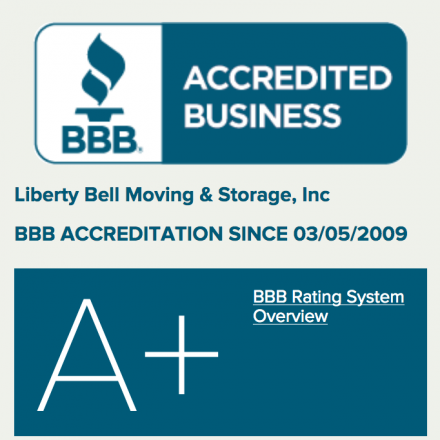 BBB®
ACCREDITED
BUSINESS
Liberty Bell Moving & Storage, Inc
BBB ACCREDITATION SINCE 03/05/2009
A+
BBB Rating System
Overview